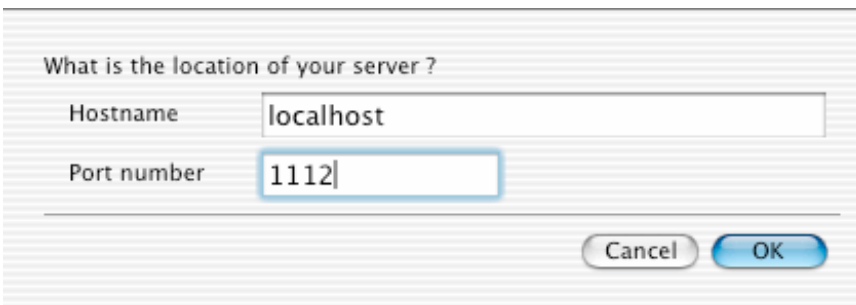 What is the location of your server ?
Hostname localhost
Port number 1112
Cancel OK